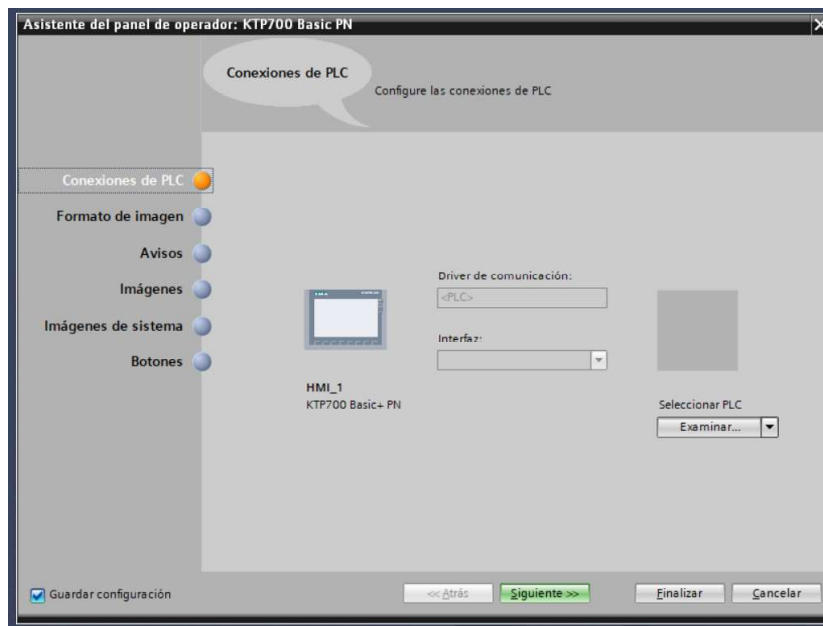 Asistente del panel de operador: KTP700 Basic PN
Conexiones de PLC
Configure las conexiones de PLC
Conexiones de PLC
Formato de imagen
Avisos
Imágenes
Imágenes de sistema
Botones
Driver de comunicación:
<PLC>
Interfaz:
HMI_1
KTP700 Basic+ PN
Seleccionar PLC
Examinar...
Guardar configuración
<< Atrás
Siguiente >>
Finalizar
Cancelar